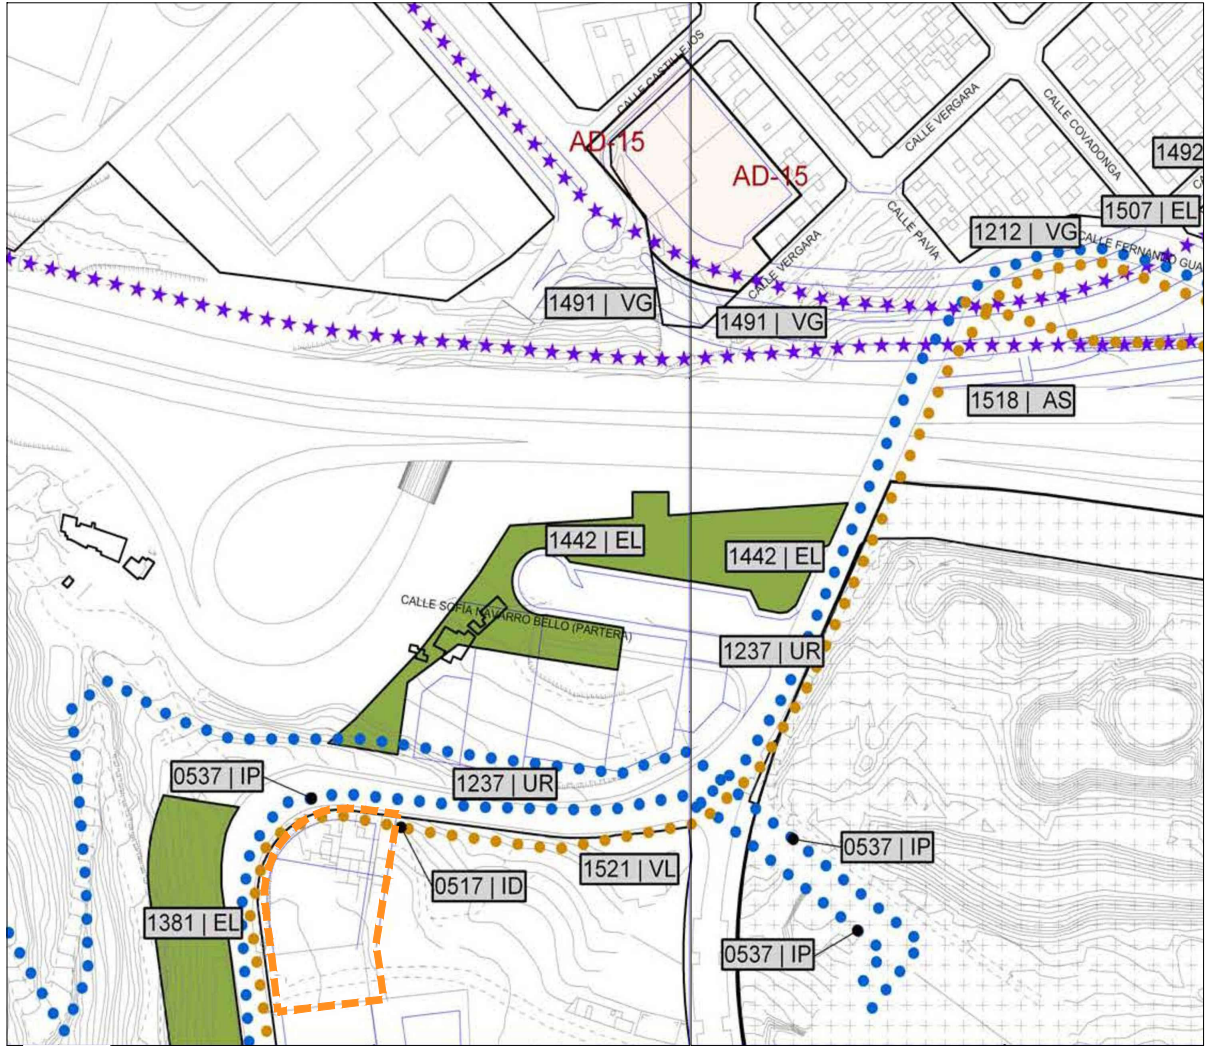 CALLE CASTILLEJOS
AD-15
AD-15
CALLE VERGARA
CALLE COVADONGA
1492
1507 | EL
CALLE PAVÍA
1212 | VG
CALLE FERNANDO GUA
CALLE VERGARA
1491 | VG
1491 | VG
1518 | AS
1442 | EL
1442 | EL
CALLE SOFÍA NAVARRO BELLO (PARTERA)
1237 | UR
0537 | IP
1237 | UR
0537 | IP
1521 | VL
0517 | ID
1381 | EL
0537 | IP